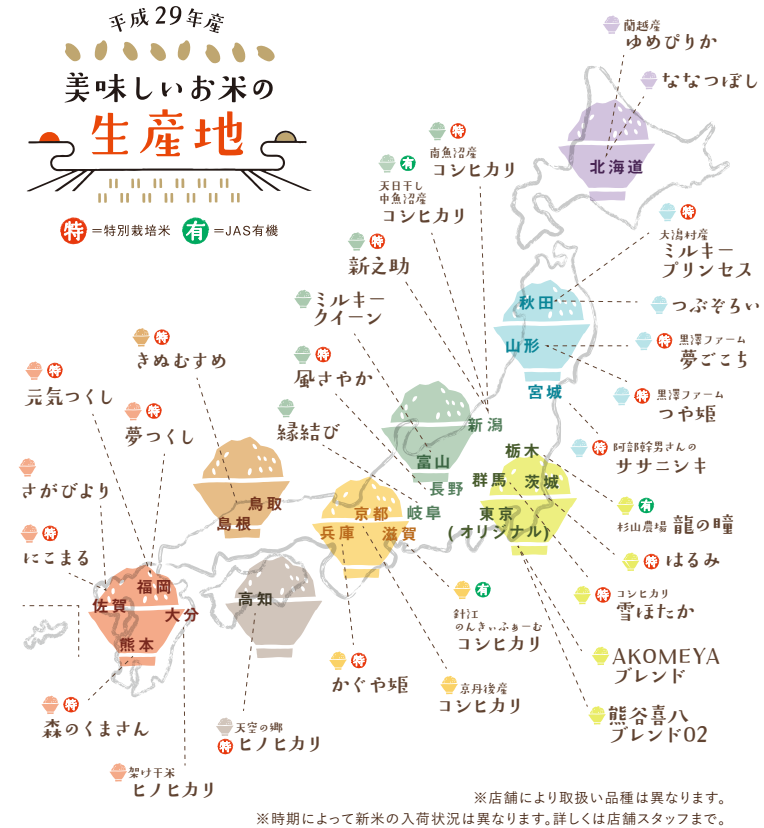 平成29年産
美味しいお米の
生産地
特=特別栽培米 有=JAS有機
蘭越産
ゆめぴりか
ななつぼし
北海道
特
南魚沼産
コシヒカリ
有
天日干し
中魚沼産
コシヒカリ
特
新之助
ミルキー
クイーン
特
風さやか
縁結び
特
きぬむすめ
特
元気つくし
特
夢つくし
さがびより
特
にこまる
特
大潟村産
ミルキー
プリンセス
つぶぞろい
特
黒澤ファーム
夢ごこち
特
黒澤ファーム
つや姫
特
阿部幹男さんの
ササニシキ
秋田
山形
宮城
新潟
富山
長野
岐阜
栃木
群馬
茨城
東京
(オリジナル)
鳥取
島根
京都
兵庫
滋賀
高知
福岡
佐賀
大分
熊本
有
杉山農場 龍の瞳
特
はるみ
特
コシヒカリ
雪ほたか
AKOMEYA
ブレンド
熊谷喜八
ブレンド02
有
針江
のんきぃふぁーむ
コシヒカリ
京丹後産
コシヒカリ
特
かぐや姫
天空の郷
特
ヒノヒカリ
特
森のくまさん
架け干米
ヒノヒカリ
※店舗により取扱い品種は異なります。
※時期によって新米の入荷状況は異なります。詳しくは店舗スタッフまで。